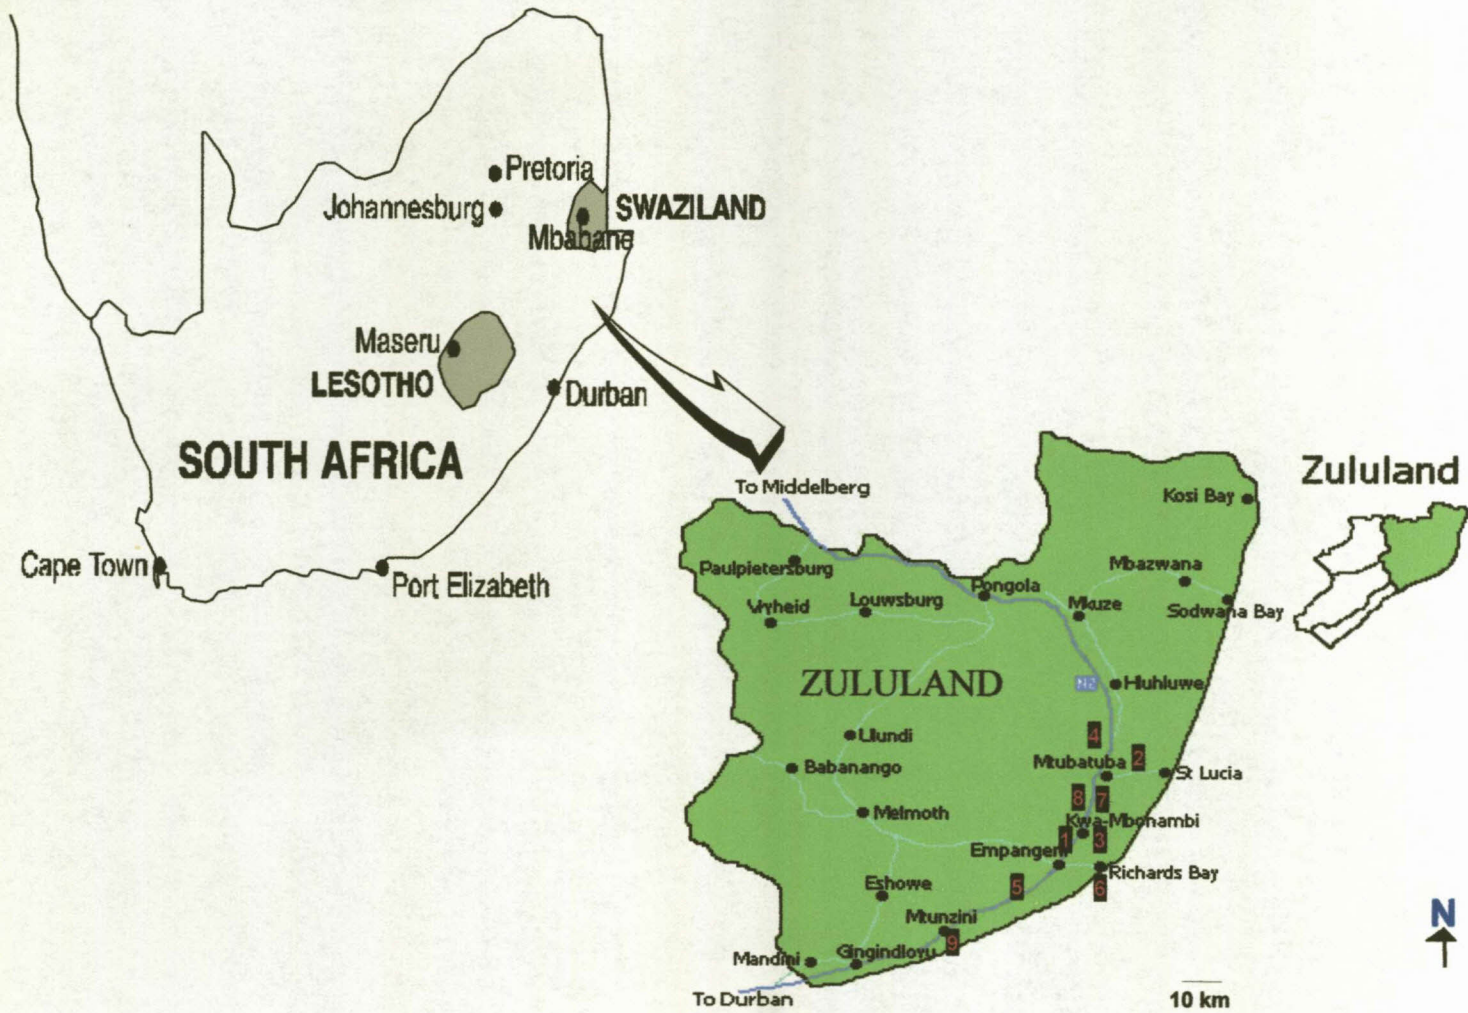 Pretoria
Johannesburg
SWAZILAND
Mbabane
Maseru
LESOTHO
Durban
SOUTH AFRICA
Cape Town
Port Elizabeth
Zululand
To Middelberg
Kosi Bay
Paulpietersburg
Mbazwana
Pongola
Vryheid
Louwsburg
Mkuze
Sodwana Bay
ZULULAND
N2
Hluhluwe
4
Ulundi
Mtubatuba
2
St Lucia
Babanango
8
7
Melmoth
Kwa-Mbonambi
1
3
Empangeni
Richards Bay
Eshowe
5
6
Mtunzini
9
Mandini
Gingindlovu
To Durban
N
10 km